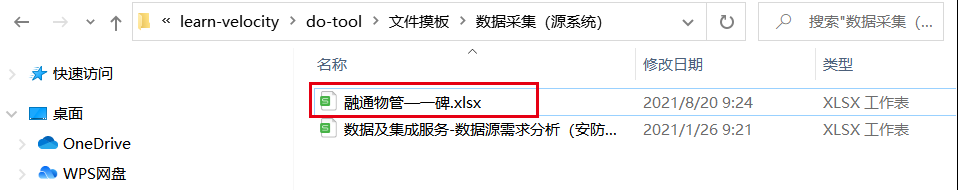 « learn-velocity › do-tool › 文件摸板 › 数据采集（源系统）
搜索"数据采集（...
快速访问
桌面
OneDrive
WPS网盘
名称 修改日期 类型
融通物管—一碑.xlsx 2021/8/20 9:24 XLSX 工作表
数据及集成服务-数据源需求分析（安防... 2021/1/26 9:21 XLSX 工作表